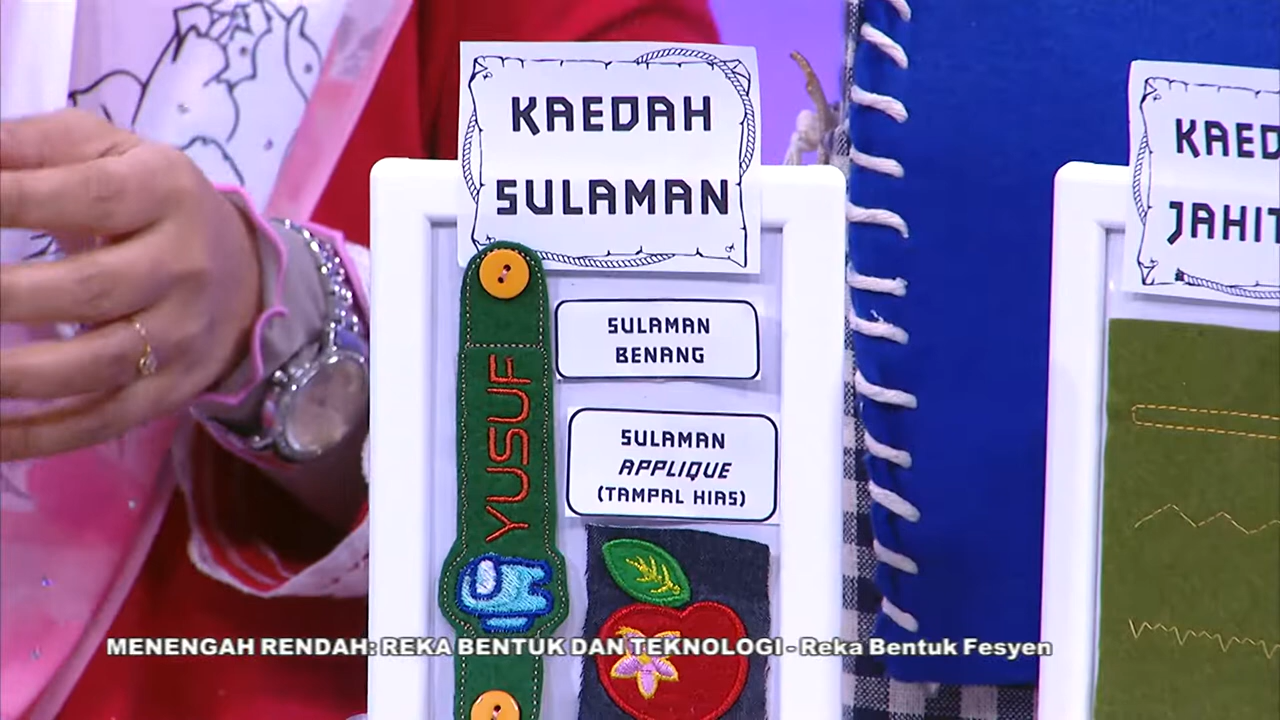 KAEDAH
SULAMAN
SULAMAN
BENANG
SULAMAN
APPLIQUE
(TAMPAL HIAS)
YUSUF
KAED
JAHIT
MENENGAH RENDAH: REKA BENTUK DAN TEKNOLOGI - Reka Bentuk Fesyen